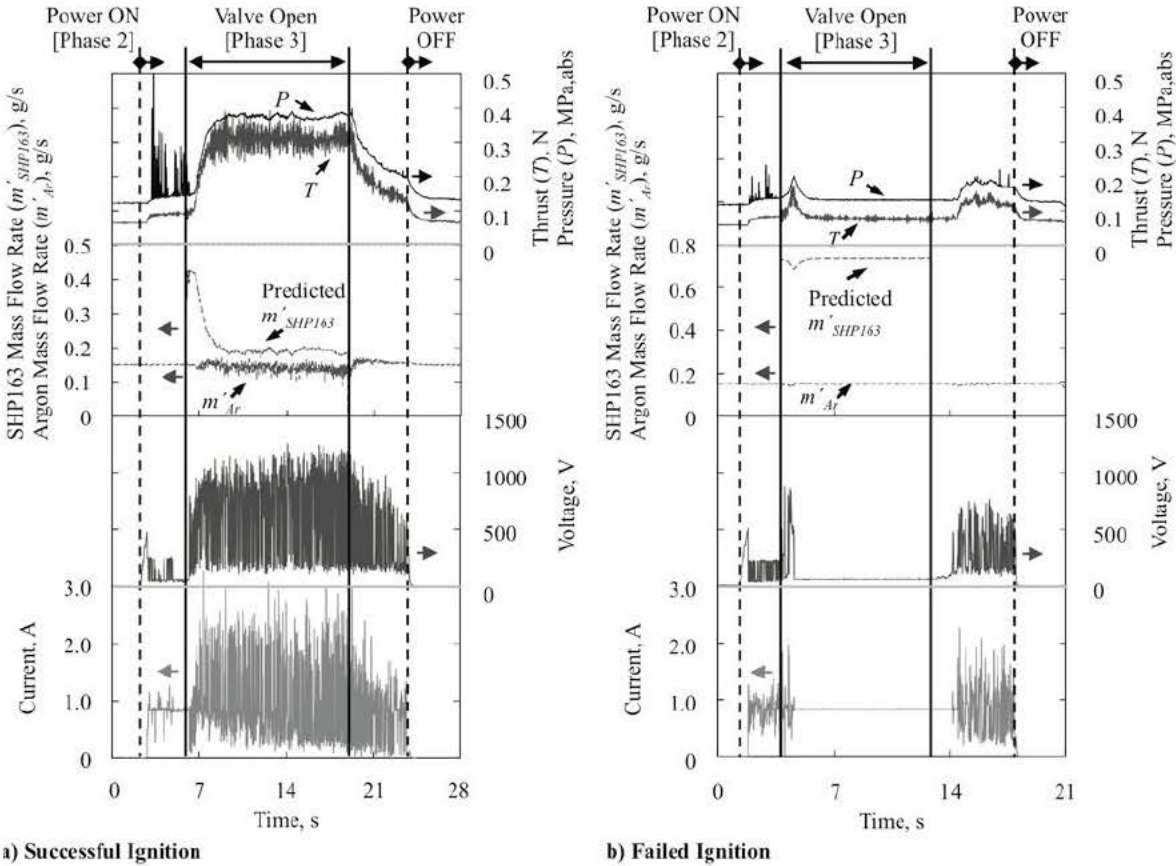 Power ON
[Phase 2]
Valve Open
[Phase 3]
Power
OFF
SHP163 Mass Flow Rate (m´SHP163), g/s
Argon Mass Flow Rate (m´Ar), g/s
0.5
0.4
0.3
0.2
0.1
0
Thrust (T), N
Pressure (P), MPa,abs
P
T
0.5
0.4
0.3
0.2
0.1
0
Predicted
m´SHP163
m´Ar
1500
1000
500
0
Voltage, V
3.0
2.0
1.0
0
Current, A
0 7 14 21 28
Time, s
a) Successful Ignition
Power ON
[Phase 2]
Valve Open
[Phase 3]
Power
OFF
SHP163 Mass Flow Rate (m´SHP163), g/s
Argon Mass Flow Rate (m´Ar), g/s
0.5
0.4
0.3
0.2
0.1
0
Thrust (T), N
Pressure (P), MPa,abs
P
T
0.8
0.6
0.4
0.2
0
Predicted
m´SHP163
m´Ar
1500
1000
500
0
Voltage, V
3.0
2.0
1.0
0
Current, A
0 7 14 21
Time, s
b) Failed Ignition